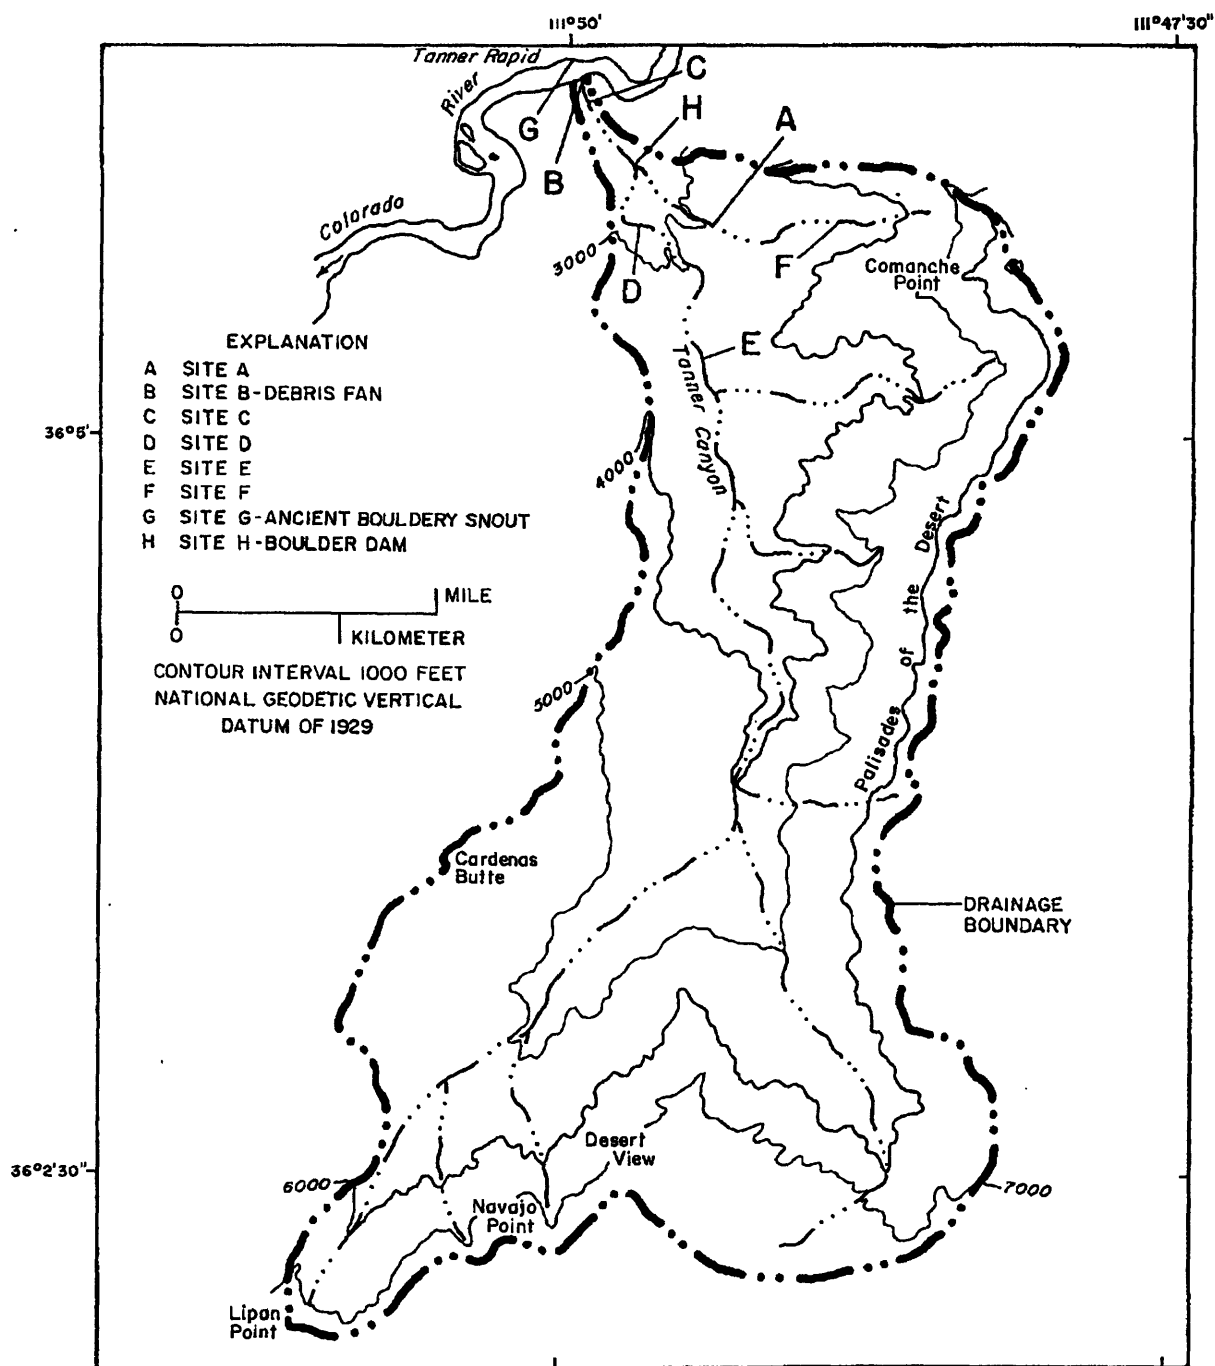 111°50'
111°47'30"
Tanner Rapid
River
C
H
G
A
B
Colorado
3000
D
F
Comanche
Point
E
Tanner Canyon
EXPLANATION
A SITE A
B SITE B-DEBRIS FAN
C SITE C
D SITE D
E SITE E
F SITE F
G SITE G-ANCIENT BOULDERY SNOUT
H SITE H-BOULDER DAM
36°5'
4000
0 MILE
0 KILOMETER
CONTOUR INTERVAL 1000 FEET
NATIONAL GEODETIC VERTICAL
DATUM OF 1929
5000
Palisades of the Desert
Cardenas
Butte
DRAINAGE
BOUNDARY
Desert
View
36°2'30"
6000
7000
Navajo
Point
Lipan
Point